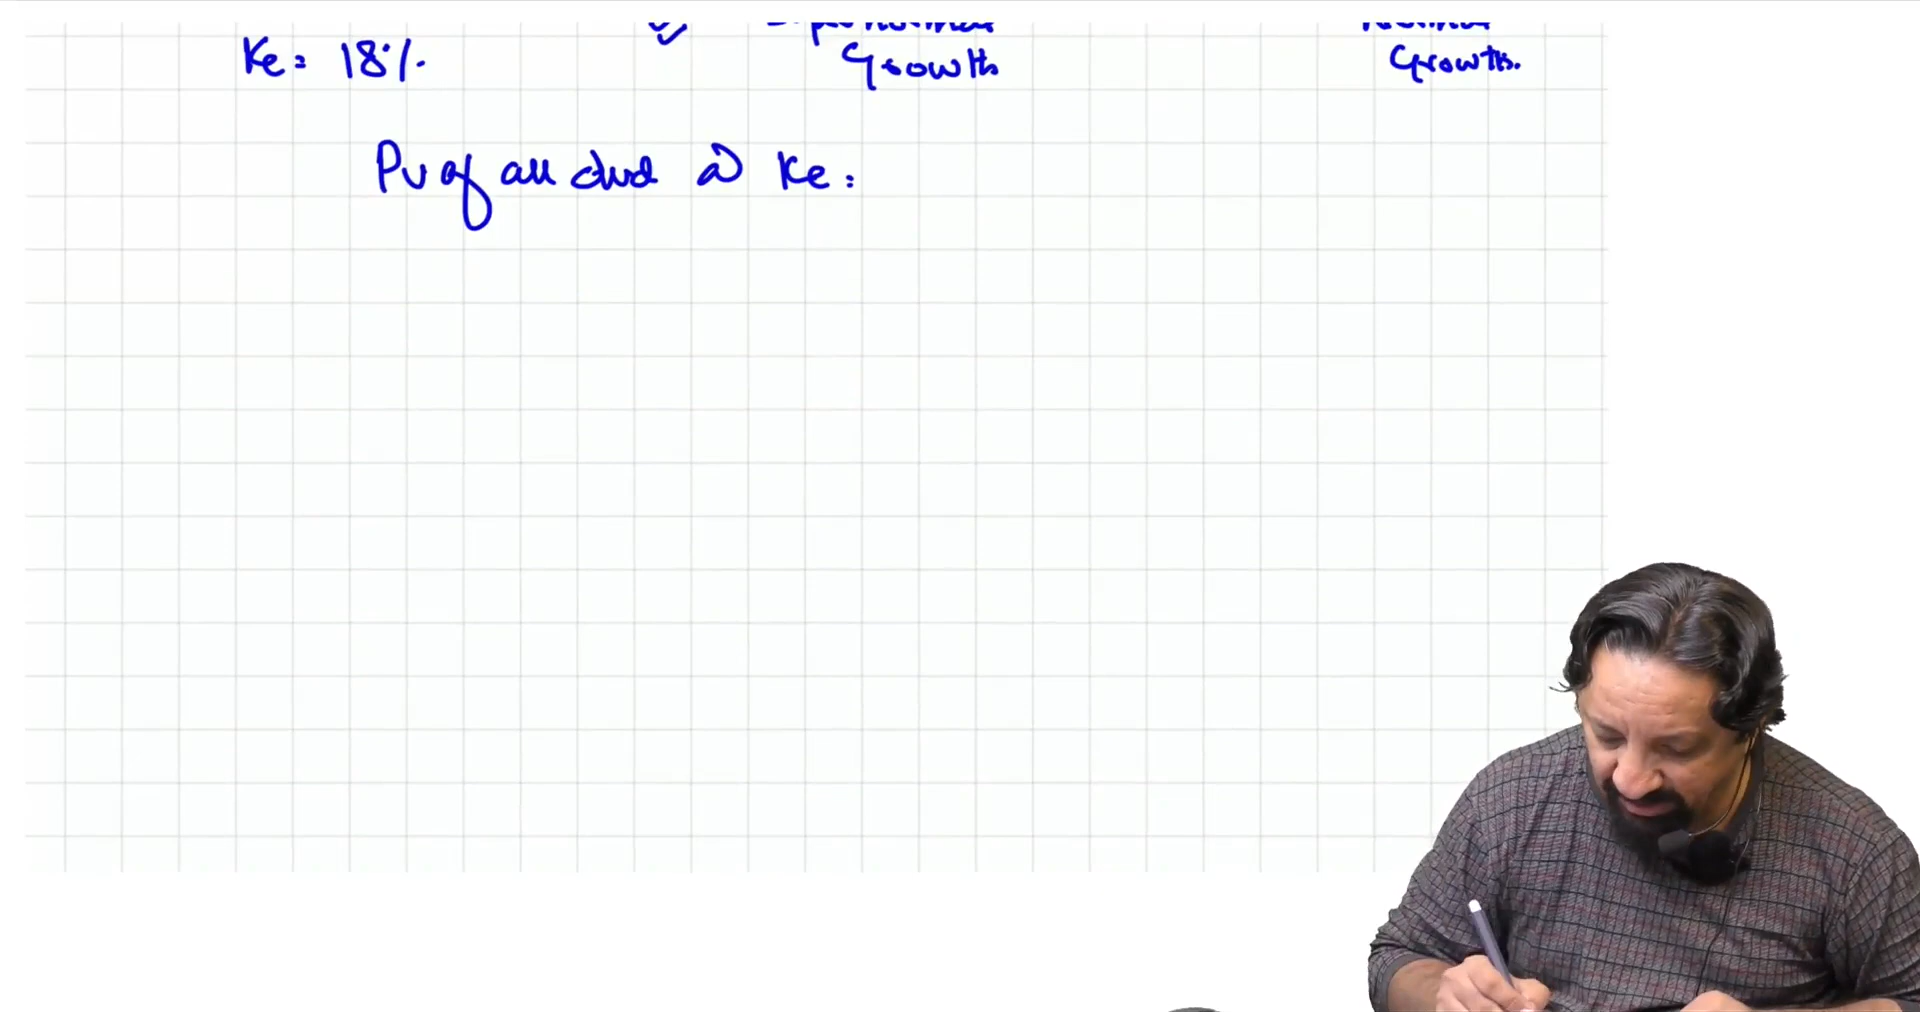 Ke = 18%
Growth
Growth.
PV of all divd @ Ke =